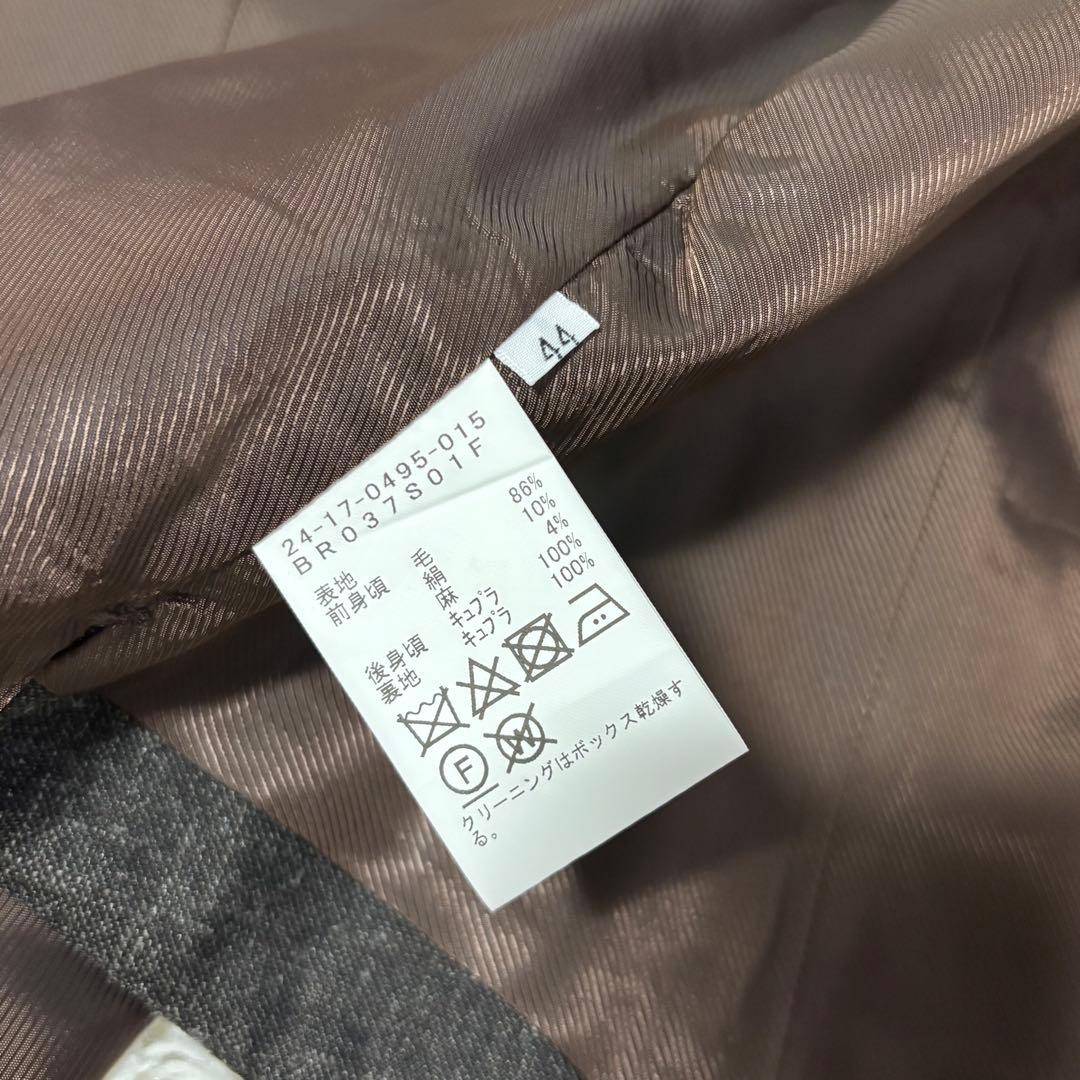 44
24-17-0495-015
BR037S01F
表地 毛 86%
前身頃 絹 10%
麻 4%
後身頃 キュプラ 100%
裏地 キュプラ 100%
W
F
クリーニングはボックス乾燥す
る。